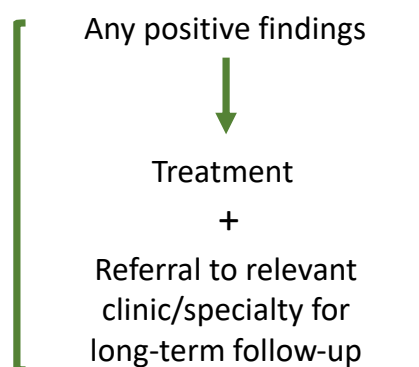 Any positive findings
Treatment
+
Referral to relevant
clinic/specialty for
long-term follow-up